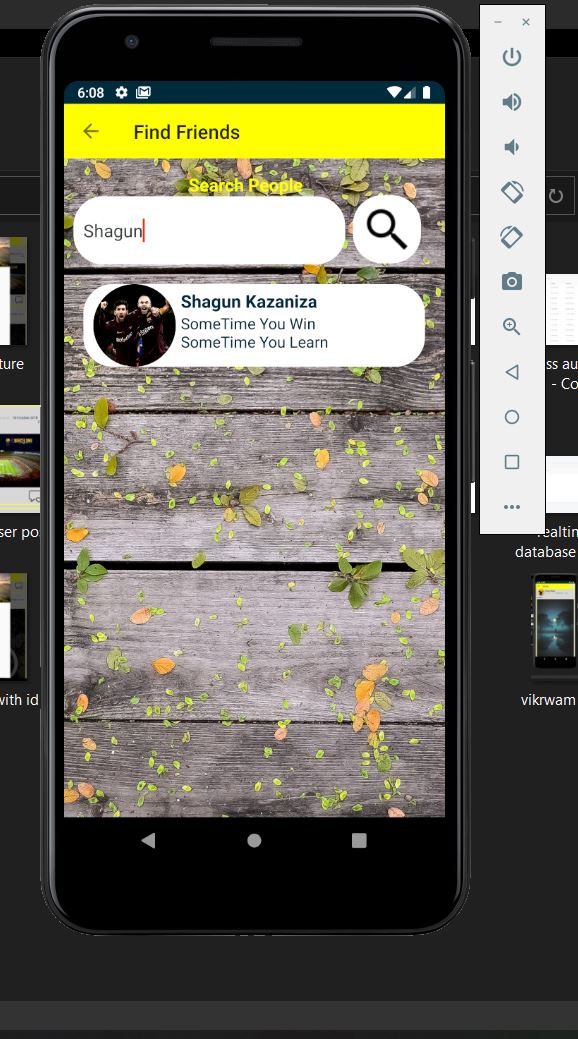 6:08
Find Friends
Search People
Shagun
Shagun Kazaniza
SomeTime You Win
SomeTime You Learn
ture
ss au
- Co
ser po
database
with id
vikrwam